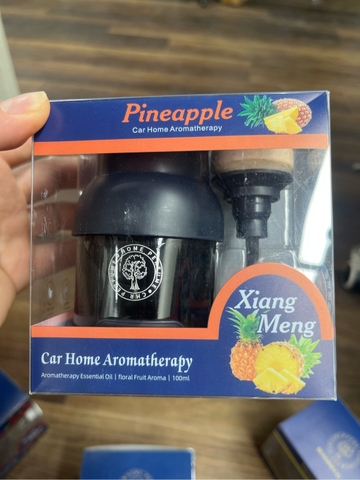 Pineapple
Car Home Aromatherapy
Xiang
Meng
Car Home Aromatherapy
Aromatherapy Essential Oil | floral Fruit Aroma | 100ml